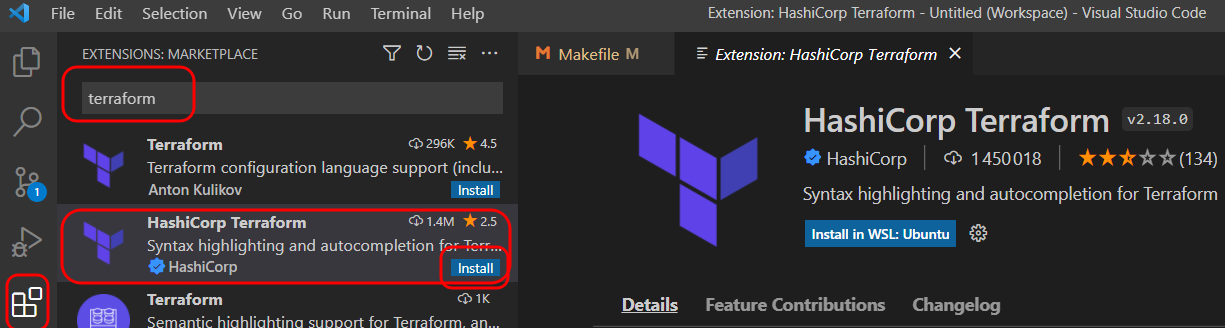 File Edit Selection View Go Run Terminal Help
Extension: HashiCorp Terraform - Untitled (Workspace) - Visual Studio Code
EXTENSIONS: MARKETPLACE
terraform
Terraform 296K 4.5
Terraform configuration language support (inclu...
Anton Kulikov Install
HashiCorp Terraform 1.4M 2.5
Syntax highlighting and autocompletion for Terr...
HashiCorp Install
Terraform 1K
Semantic highlighting support for Terraform, an...
1
M Makefile M
Extension: HashiCorp Terraform
HashiCorp Terraform v2.18.0
HashiCorp 1 450 018 (134)
Syntax highlighting and autocompletion for Terraform
Install in WSL: Ubuntu
Details Feature Contributions Changelog